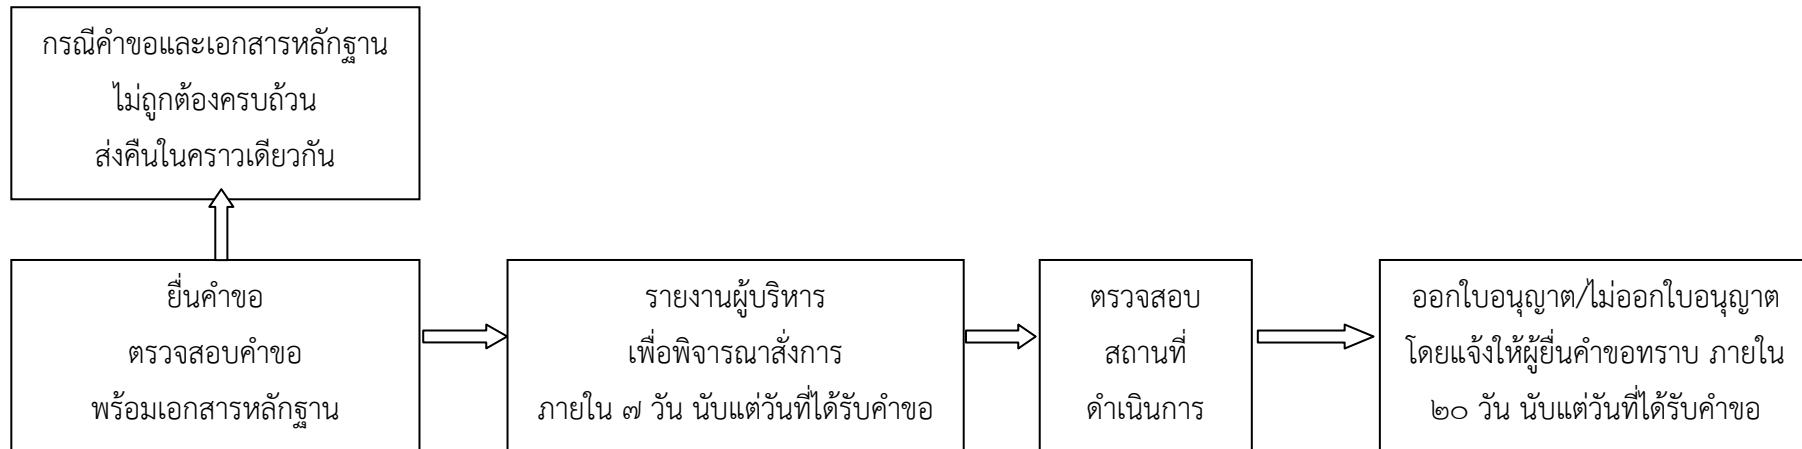 กรณีคำขอและเอกสารหลักฐาน
ไม่ถูกต้องครบถ้วน
ส่งคืนในคราวเดียวกัน
ยื่นคำขอ
ตรวจสอบคำขอ
พร้อมเอกสารหลักฐาน
รายงานผู้บริหาร
เพื่อพิจารณาสั่งการ
ภายใน ๗ วัน นับแต่วันที่ได้รับคำขอ
ตรวจสอบ
สถานที่
ดำเนินการ
ออกใบอนุญาต/ไม่ออกใบอนุญาต
โดยแจ้งให้ผู้ยื่นคำขอทราบ ภายใน
๒๐ วัน นับแต่วันที่ได้รับคำขอ